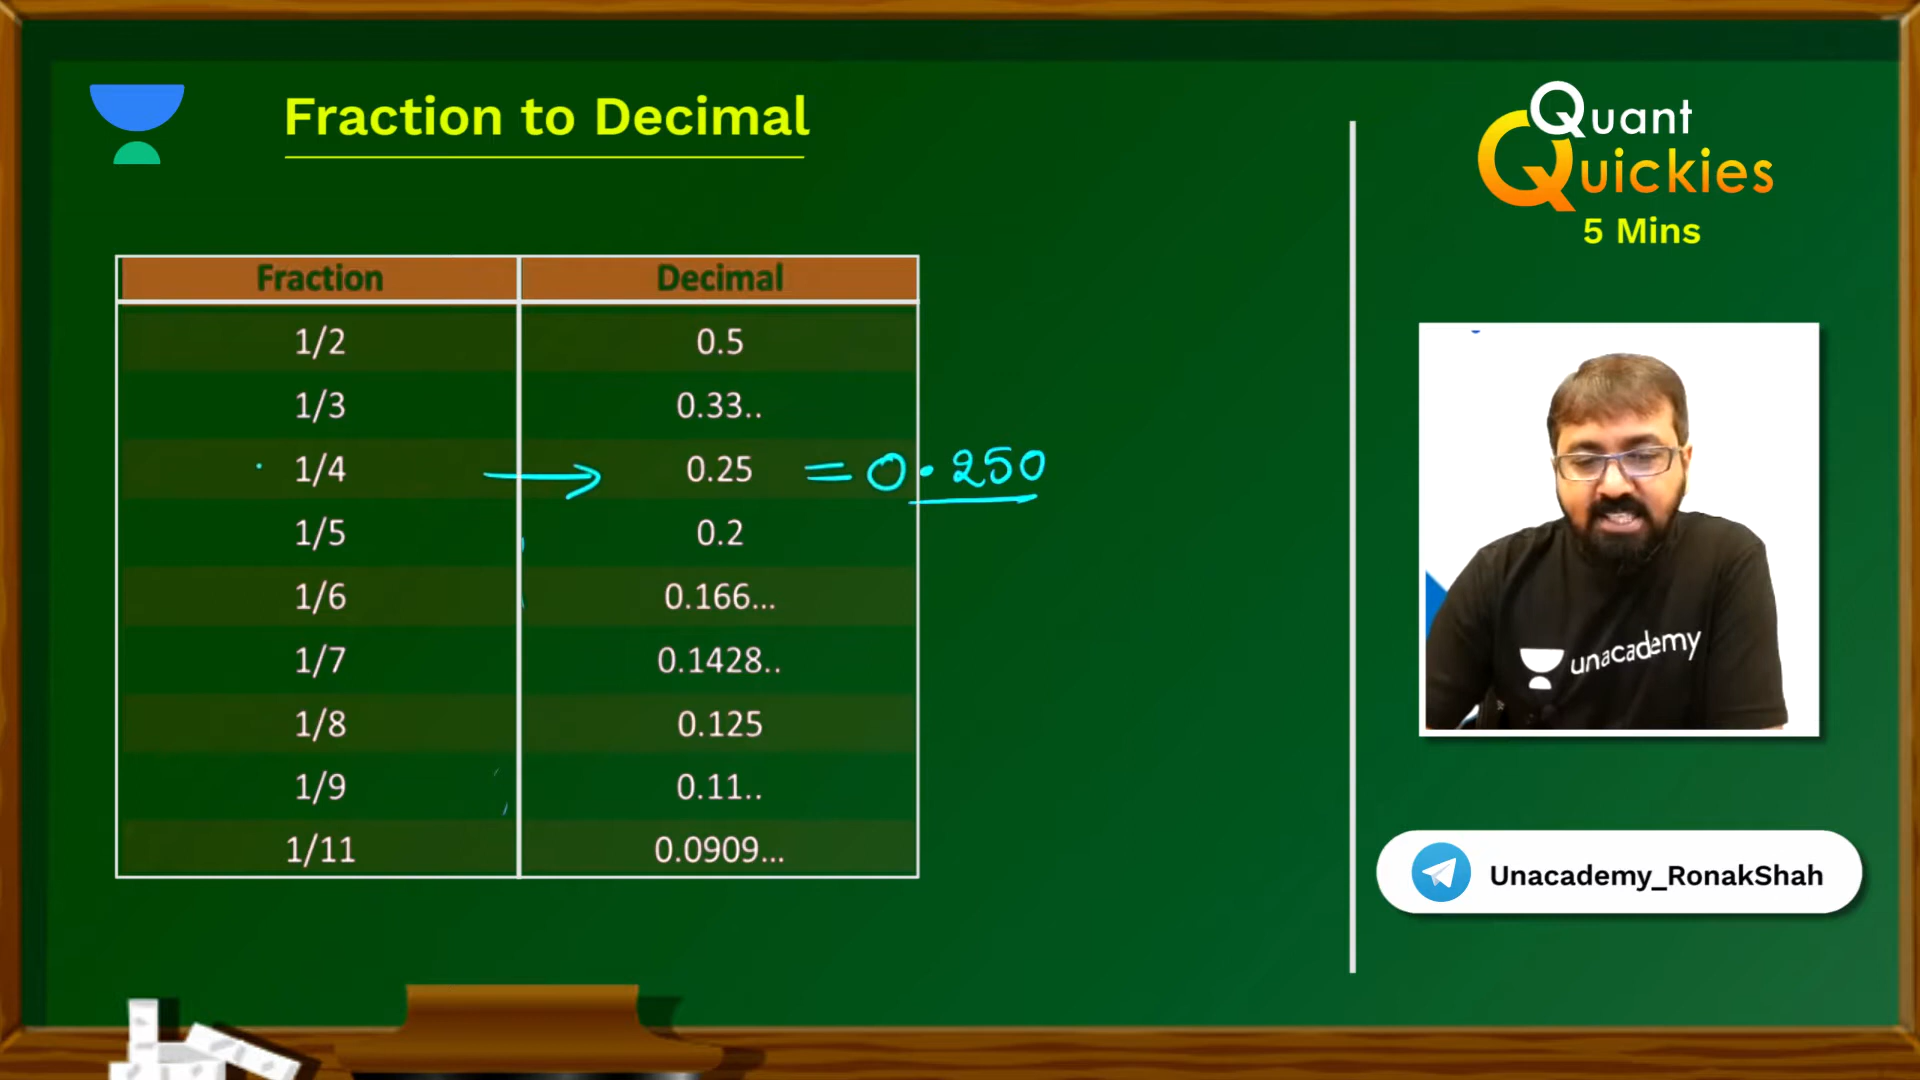 Fraction to Decimal
Quant
Quickies
5 Mins
Fraction Decimal
1/2 0.5
1/3 0.33..
1/4 → 0.25 = 0.250
1/5 0.2
1/6 0.166...
1/7 0.1428..
1/8 0.125
1/9 0.11..
1/11 0.0909...
unacademy
Unacademy_RonakShah